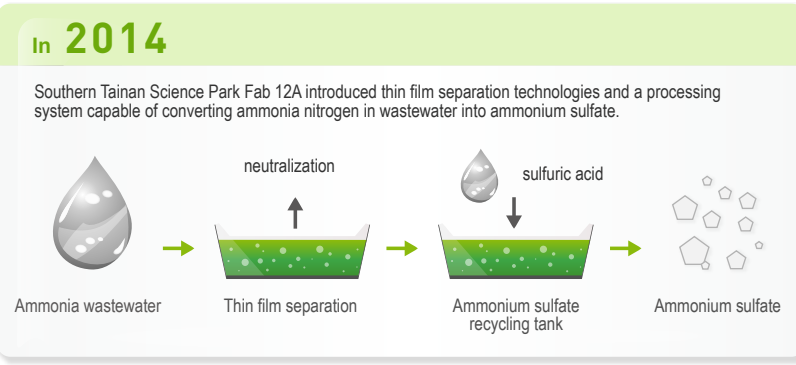 In 2014
Southern Tainan Science Park Fab 12A introduced thin film separation technologies and a processing
system capable of converting ammonia nitrogen in wastewater into ammonium sulfate.
neutralization
sulfuric acid
Ammonia wastewater
Thin film separation
Ammonium sulfate
recycling tank
Ammonium sulfate